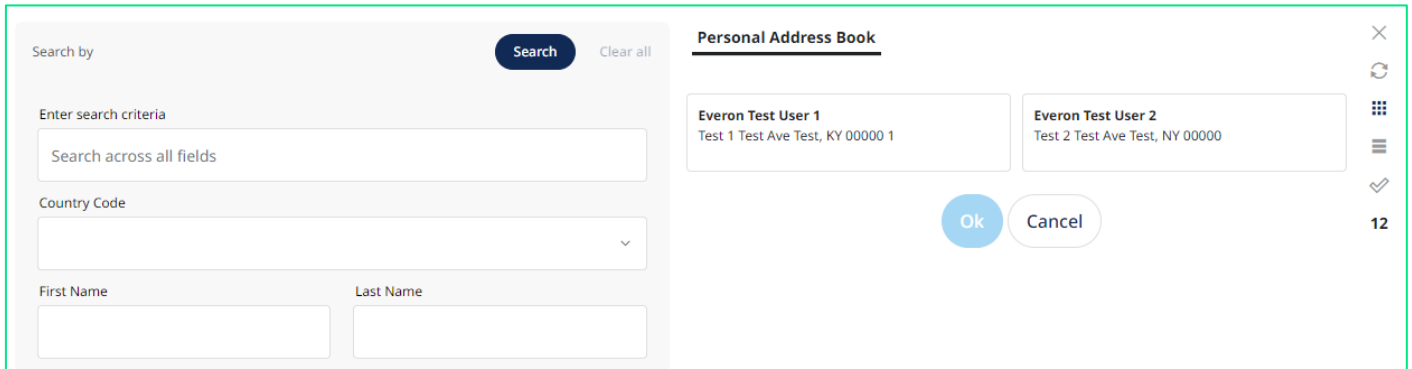 Search by
Search
Clear all
Enter search criteria
Search across all fields
Country Code
First Name
Last Name
Personal Address Book
Everon Test User 1
Test 1 Test Ave Test, KY 00000 1
Everon Test User 2
Test 2 Test Ave Test, NY 00000
Ok
Cancel
12